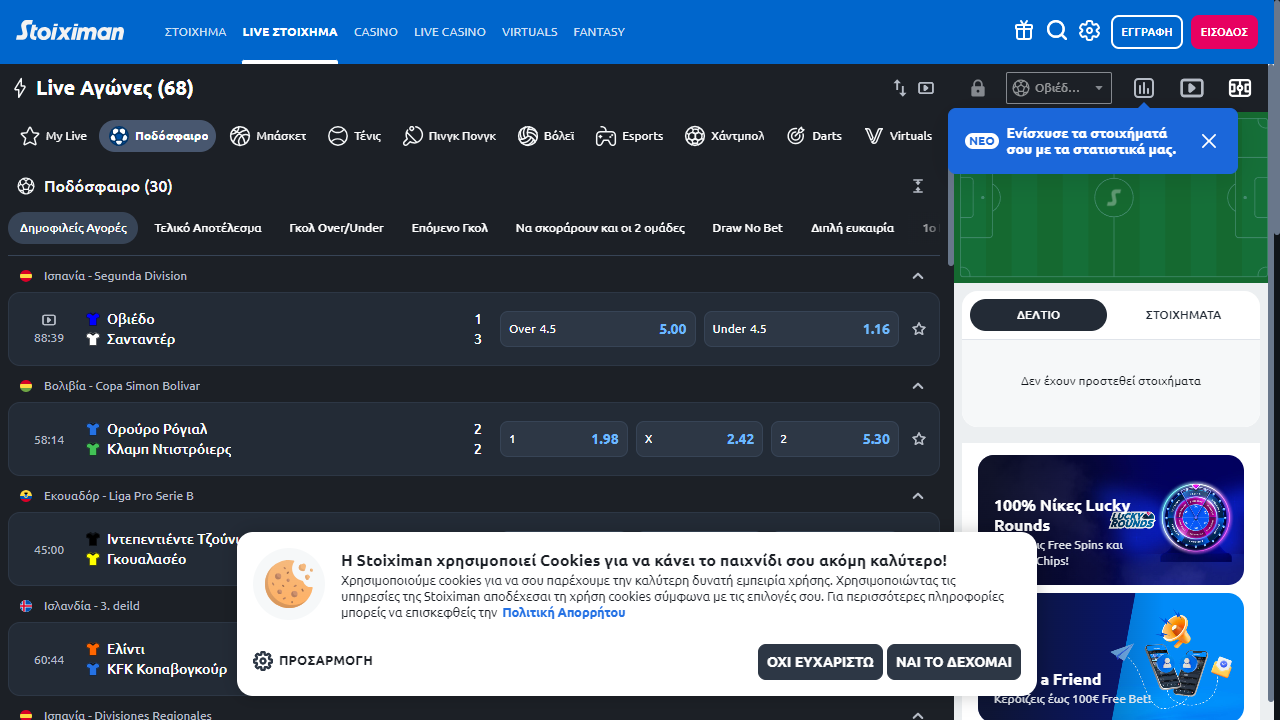 Stoiximan
ΣΤΟΙΧΗΜΑ
LIVE ΣΤΟΙΧΗΜΑ
CASINO
LIVE CASINO
VIRTUALS
FANTASY
ΕΓΓΡΑΦΗ
ΕΙΣΟΔΟΣ
Live Αγώνες (68)
Οβιέδ...
My Live
Ποδόσφαιρο
Μπάσκετ
Τένις
Πινγκ Πονγκ
Βόλεϊ
Esports
Χάντμπολ
Darts
Virtuals
ΝΕΟ
Ενίσχυσε τα στοιχήματά
σου με τα στατιστικά μας.
Ποδόσφαιρο (30)
Δημοφιλείς Αγορές
Τελικό Αποτέλεσμα
Γκολ Over/Under
Επόμενο Γκολ
Να σκοράρουν και οι 2 ομάδες
Draw No Bet
Διπλή ευκαιρία
1ο
Ισπανία - Segunda Division
88:39
Οβιέδο
1
Σανταντέρ
3
Over 4.5
5.00
Under 4.5
1.16
Βολιβία - Copa Simon Bolivar
58:14
Ορούρο Ρόγιαλ
2
Κλαμπ Ντιστρόιερς
2
1
1.98
X
2.42
2
5.30
Εκουαδόρ - Liga Pro Serie B
45:00
Ιντεπεντιέντε Τζούνι
Γκουαλασέο
Ισλανδία - 3. deild
60:44
Ελίντι
KFK Κοπαβογκούρ
Ισπανία - Divisiones Regionales
ΔΕΛΤΙΟ
ΣΤΟΙΧΗΜΑΤΑ
Δεν έχουν προστεθεί στοιχήματα
100% Νίκες Lucky
Rounds
LUCKY
ROUNDS
ς Free Spins και
Chips!
a Friend
Κερδίζεις έως 100€ Free Bet!
Η Stoiximan χρησιμοποιεί Cookies για να κάνει το παιχνίδι σου ακόμη καλύτερο!
Χρησιμοποιούμε cookies για να σου παρέχουμε την καλύτερη δυνατή εμπειρία χρήσης. Χρησιμοποιώντας τις
υπηρεσίες της Stoiximan αποδέχεσαι τη χρήση cookies σύμφωνα με τις επιλογές σου. Για περισσότερες πληροφορίες
μπορείς να επισκεφθείς την Πολιτική Απορρήτου
ΠΡΟΣΑΡΜΟΓΗ
ΟΧΙ ΕΥΧΑΡΙΣΤΩ
ΝΑΙ ΤΟ ΔΕΧΟΜΑΙ